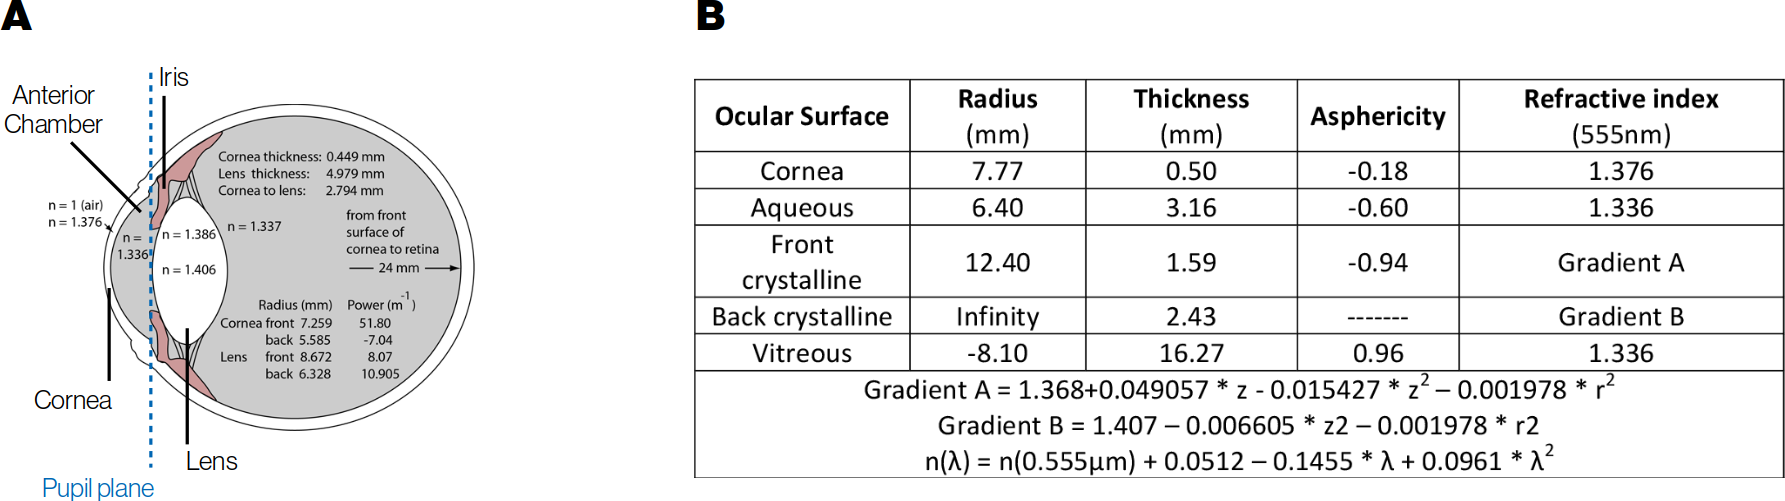 A
Iris
Anterior
Chamber
Cornea thickness: 0.449 mm
Lens thickness: 4.979 mm
Cornea to lens: 2.794 mm
n = 1 (air)
n = 1.376
n =
1.336
n = 1.386
n = 1.337
n = 1.406
from front
surface of
cornea to retina
24 mm
Radius (mm) Power (m-1)
Cornea front 7.259 51.80
back 5.585 -7.04
Lens front 8.672 8.07
back 6.328 10.905
Cornea
Lens
Pupil plane
B
Ocular Surface Radius (mm) Thickness (mm) Asphericity Refractive index (555nm)
Cornea 7.77 0.50 -0.18 1.376
Aqueous 6.40 3.16 -0.60 1.336
Front crystalline 12.40 1.59 -0.94 Gradient A
Back crystalline Infinity 2.43 ------- Gradient B
Vitreous -8.10 16.27 0.96 1.336
Gradient A = 1.368+0.049057 * z - 0.015427 * z² – 0.001978 * r²
Gradient B = 1.407 – 0.006605 * z2 – 0.001978 * r2
n(λ) = n(0.555μm) + 0.0512 – 0.1455 * λ + 0.0961 * λ²